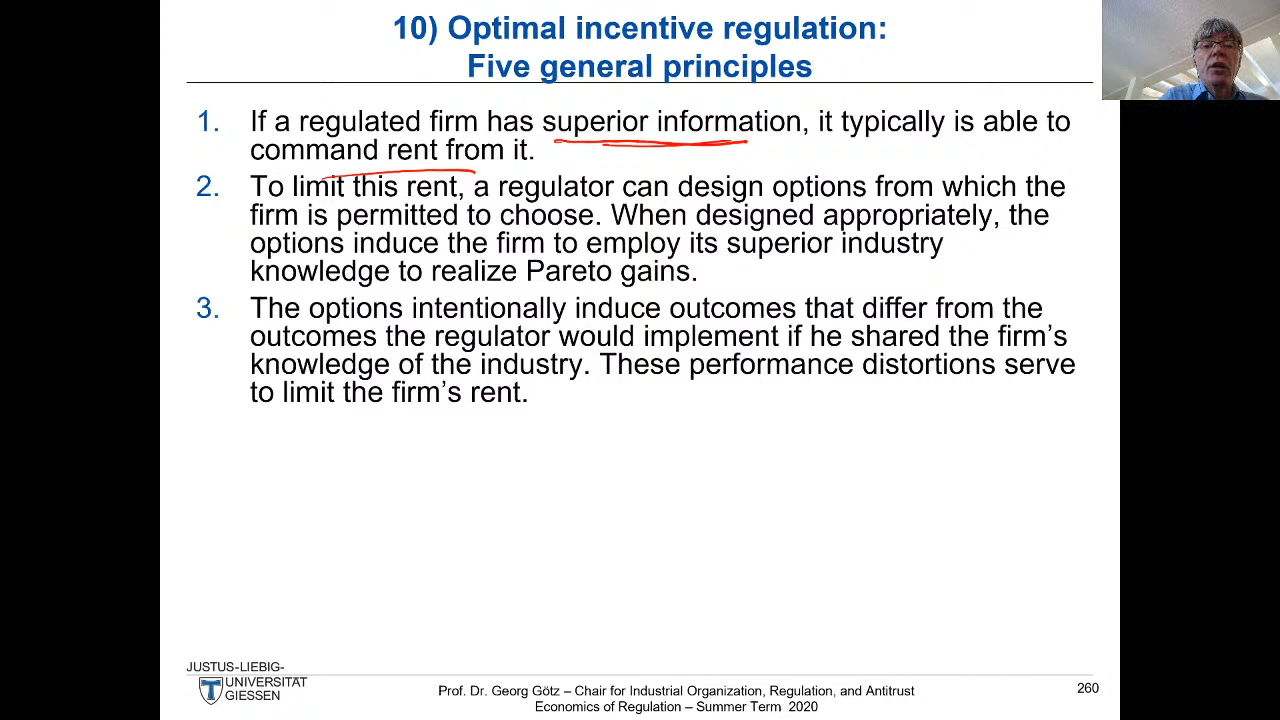 10) Optimal incentive regulation:
Five general principles
1. If a regulated firm has superior information, it typically is able to
command rent from it.
2. To limit this rent, a regulator can design options from which the
firm is permitted to choose. When designed appropriately, the
options induce the firm to employ its superior industry
knowledge to realize Pareto gains.
3. The options intentionally induce outcomes that differ from the
outcomes the regulator would implement if he shared the firm's
knowledge of the industry. These performance distortions serve
to limit the firm's rent.
JUSTUS-LIEBIG-
UNIVERSITÄT
GIESSEN
Prof. Dr. Georg Götz – Chair for Industrial Organization, Regulation, and Antitrust
Economics of Regulation – Summer Term 2020
260